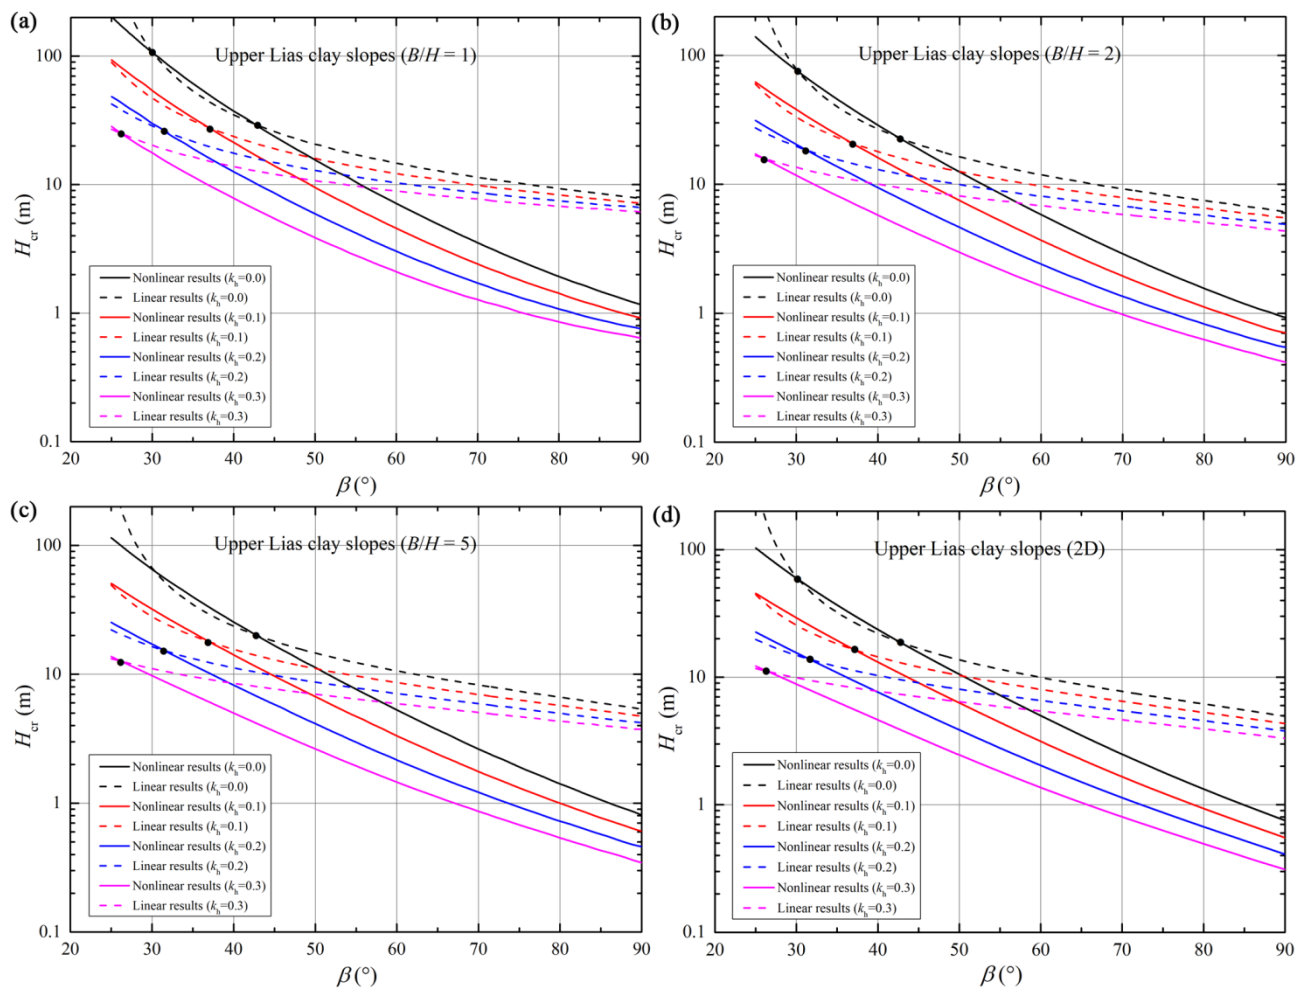 (a)
Upper Lias clay slopes (B/H = 1)
100
10
1
0.1
H_cr (m)
Nonlinear results (k_h=0.0)
Linear results (k_h=0.0)
Nonlinear results (k_h=0.1)
Linear results (k_h=0.1)
Nonlinear results (k_h=0.2)
Linear results (k_h=0.2)
Nonlinear results (k_h=0.3)
Linear results (k_h=0.3)
20 30 40 50 60 70 80 90
β (°)
(b)
Upper Lias clay slopes (B/H = 2)
100
10
1
0.1
H_cr (m)
Nonlinear results (k_h=0.0)
Linear results (k_h=0.0)
Nonlinear results (k_h=0.1)
Linear results (k_h=0.1)
Nonlinear results (k_h=0.2)
Linear results (k_h=0.2)
Nonlinear results (k_h=0.3)
Linear results (k_h=0.3)
20 30 40 50 60 70 80 90
β (°)
(c)
Upper Lias clay slopes (B/H = 5)
100
10
1
0.1
H_cr (m)
Nonlinear results (k_h=0.0)
Linear results (k_h=0.0)
Nonlinear results (k_h=0.1)
Linear results (k_h=0.1)
Nonlinear results (k_h=0.2)
Linear results (k_h=0.2)
Nonlinear results (k_h=0.3)
Linear results (k_h=0.3)
20 30 40 50 60 70 80 90
β (°)
(d)
Upper Lias clay slopes (2D)
100
10
1
0.1
H_cr (m)
Nonlinear results (k_h=0.0)
Linear results (k_h=0.0)
Nonlinear results (k_h=0.1)
Linear results (k_h=0.1)
Nonlinear results (k_h=0.2)
Linear results (k_h=0.2)
Nonlinear results (k_h=0.3)
Linear results (k_h=0.3)
20 30 40 50 60 70 80 90
β (°)